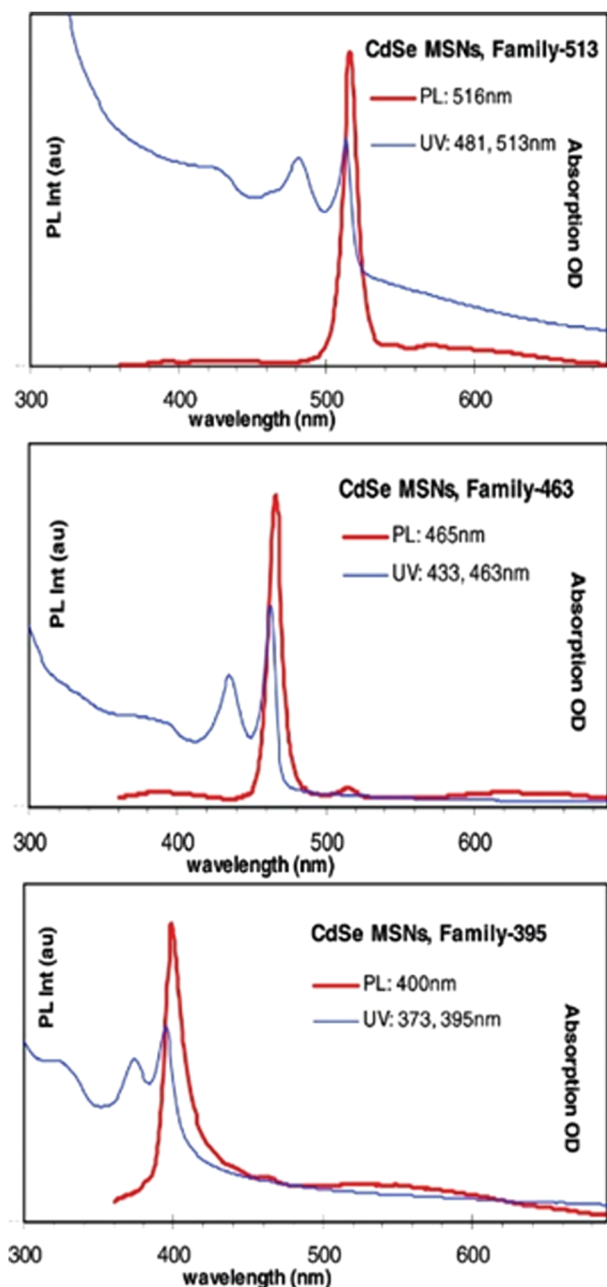 CdSe MSNs, Family-513
PL: 516nm
UV: 481, 513nm
PL Int (au)
Absorption OD
300 400 500 600
wavelength (nm)
CdSe MSNs, Family-463
PL: 465nm
UV: 433, 463nm
PL Int (au)
Absorption OD
300 400 500 600
wavelength (nm)
CdSe MSNs, Family-395
PL: 400nm
UV: 373, 395nm
PL Int (au)
Absorption OD
300 400 500 600
wavelength (nm)